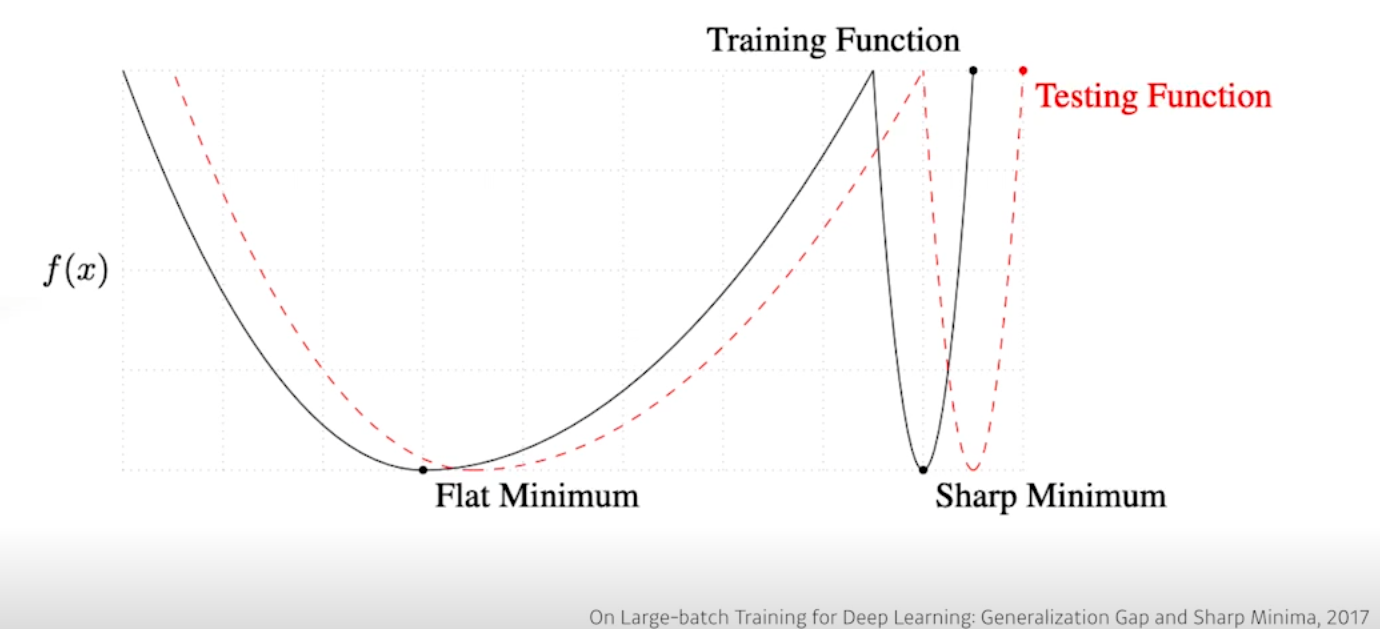 Training Function
Testing Function
f(x)
Flat Minimum
Sharp Minimum
On Large-batch Training for Deep Learning: Generalization Gap and Sharp Minima, 2017